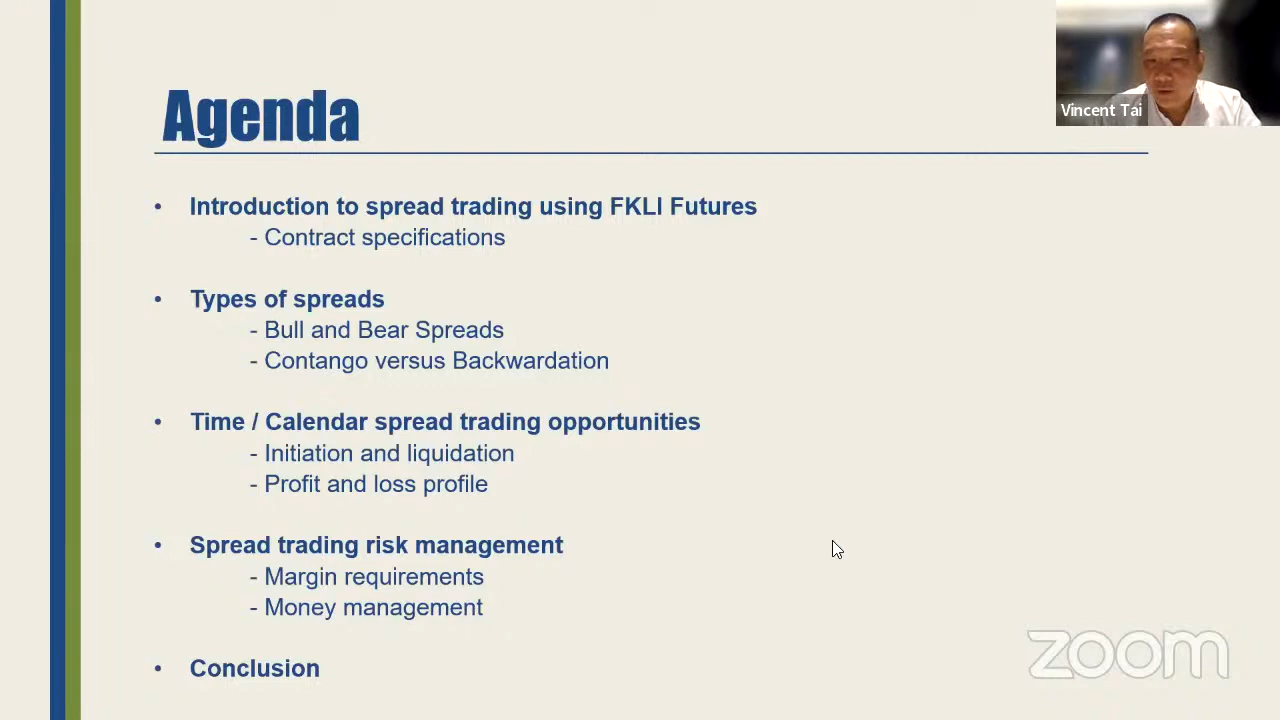 Agenda
Vincent Tai
• Introduction to spread trading using FKLI Futures
- Contract specifications
• Types of spreads
- Bull and Bear Spreads
- Contango versus Backwardation
• Time / Calendar spread trading opportunities
- Initiation and liquidation
- Profit and loss profile
• Spread trading risk management
- Margin requirements
- Money management
• Conclusion
zoom